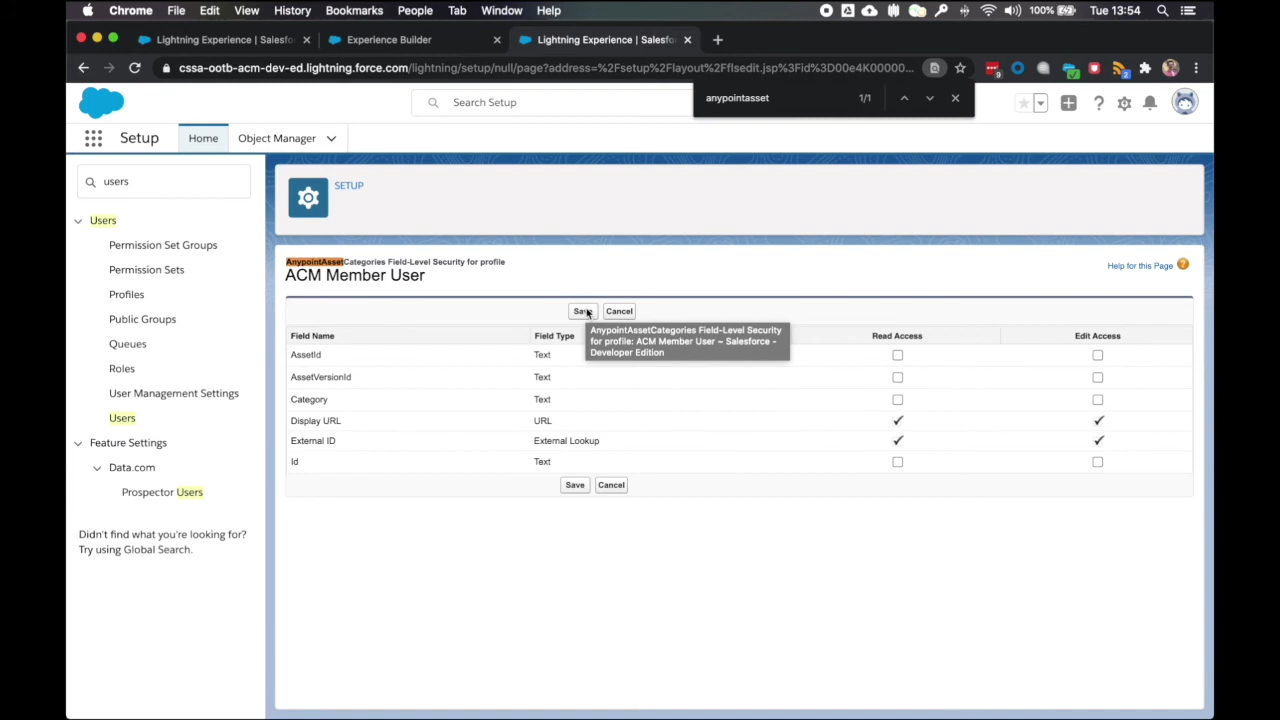 Chrome File Edit View History Bookmarks People Tab Window Help 100% Tue 13:54
Lightning Experience | Salesfo Experience Builder Lightning Experience | Salesfo
cssa-ootb-acm-dev-ed.lightning.force.com/lightning/setup/null/page?address=%2Fsetup%2Flayout%2Fflsedit.jsp%3Fid%3D00e4K00000... 9 2
anypointasset 1/1
Search Setup
Setup Home Object Manager
users
SETUP
Users
Permission Set Groups
Permission Sets
Profiles
Public Groups
Queues
Roles
User Management Settings
Users
Feature Settings
Data.com
Prospector Users
Didn't find what you're looking for?
Try using Global Search.
AnypointAssetCategories Field-Level Security for profile
ACM Member User
Help for this Page ?
Save Cancel
AnypointAssetCategories Field-Level Security
for profile: ACM Member User ~ Salesforce -
Developer Edition
Field Name Field Type Read Access Edit Access
AssetId Text
AssetVersionId Text
Category Text
Display URL URL
External ID External Lookup
Id Text
Save Cancel